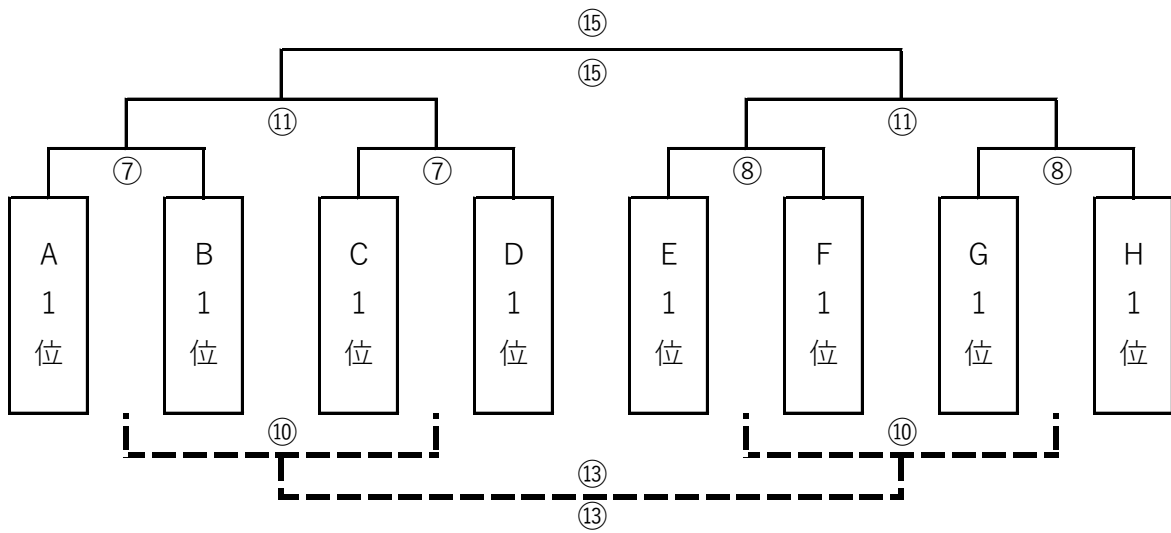 ⑮
⑮
⑪ ⑪
⑦ ⑦ ⑧ ⑧
A B C D E F G H
1 1 1 1 1 1 1 1
位 位 位 位 位 位 位 位
⑩ ⑩
⑬
⑬